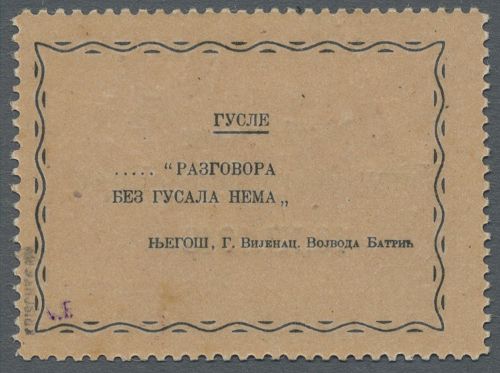 ГУСЛЕ
..... "РАЗГОВОРА
БЕЗ ГУСАЛА НЕМА„
ЊЕГОШ, Г. Вијенац. Војвода Батрић